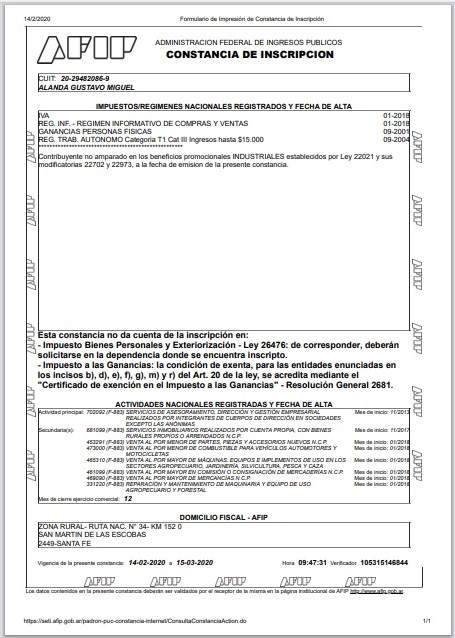 14/2/2020 Formulario de Impresión de Constancia de Inscripción
AFIP
ADMINISTRACION FEDERAL DE INGRESOS PUBLICOS
CONSTANCIA DE INSCRIPCION
CUIT: 20-29482086-9
ALANDA GUSTAVO MIGUEL
IMPUESTOS/REGIMENES NACIONALES REGISTRADOS Y FECHA DE ALTA
IVA 01-2018
REG. INF. - REGIMEN INFORMATIVO DE COMPRAS Y VENTAS 01-2018
GANANCIAS PERSONAS FISICAS 09-2001
REG. TRAB. AUTONOMO Categoria T1 Cat III Ingresos hasta $15.000 09-2004
Contribuyente no amparado en los beneficios promocionales INDUSTRIALES establecidos por Ley 22021 y sus
modificatorias 22702 y 22973, a la fecha de emision de la presente constancia.
Esta constancia no da cuenta de la inscripción en:
- Impuesto Bienes Personales y Exteriorización - Ley 26476: de corresponder, deberán
solicitarse en la dependencia donde se encuentra inscripto.
- Impuesto a las Ganancias: la condición de exenta, para las entidades enunciadas en
los incisos b), d), e), f), g), m) y r) del Art. 20 de la ley, se acredita mediante el
"Certificado de exención en el Impuesto a las Ganancias" - Resolución General 2681.
ACTIVIDADES NACIONALES REGISTRADAS Y FECHA DE ALTA
Actividad principal: 702092 (F-883) SERVICIOS DE ASESORAMIENTO, DIRECCIÓN Y GESTIÓN EMPRESARIAL Mes de inicio: 11/2013
REALIZADOS POR INTEGRANTES DE CUERPOS DE DIRECCIÓN EN SOCIEDADES
EXCEPTO LAS ANÓNIMAS
Secundaria(s): 681099 (F-883) SERVICIOS INMOBILIARIOS REALIZADOS POR CUENTA PROPIA, CON BIENES Mes de inicio: 11/2017
RURALES PROPIOS O ARRENDADOS N.C.P.
453291 (F-883) VENTA AL POR MENOR DE PARTES, PIEZAS Y ACCESORIOS NUEVOS N.C.P. Mes de inicio: 01/2018
473000 (F-883) VENTA AL POR MENOR DE COMBUSTIBLE PARA VEHÍCULOS AUTOMOTORES Y Mes de inicio: 01/2018
MOTOCICLETAS
465310 (F-883) VENTA AL POR MAYOR DE MÁQUINAS, EQUIPOS E IMPLEMENTOS DE USO EN LOS Mes de inicio: 01/2018
SECTORES AGROPECUARIO, JARDINERÍA, SILVICULTURA, PESCA Y CAZA
461099 (F-883) VENTA AL POR MAYOR EN COMISIÓN O CONSIGNACIÓN DE MERCADERÍAS N.C.P. Mes de inicio: 01/2018
469090 (F-883) VENTA AL POR MAYOR DE MERCANCÍAS N.C.P. Mes de inicio: 01/2018
331220 (F-883) REPARACIÓN Y MANTENIMIENTO DE MAQUINARIA Y EQUIPO DE USO Mes de inicio: 01/2018
AGROPECUARIO Y FORESTAL
Mes de cierre ejercicio comercial: 12
DOMICILIO FISCAL - AFIP
ZONA RURAL- RUTA NAC. N° 34- KM 152 0
SAN MARTIN DE LAS ESCOBAS
2449-SANTA FE
Vigencia de la presente constancia: 14-02-2020 a 15-03-2020 Hora 09:47:31 Verificador 105315146844
AFIP AFIP AFIP AFIP AFIP
Los datos contenidos en la presente constancia deberán ser validados por el receptor de la misma en la página institucional de AFIP http://www.afip.gob.ar
https://seti.afip.gob.ar/padron-puc-constancia-internet/ConsultaConstanciaAction.do 1/1